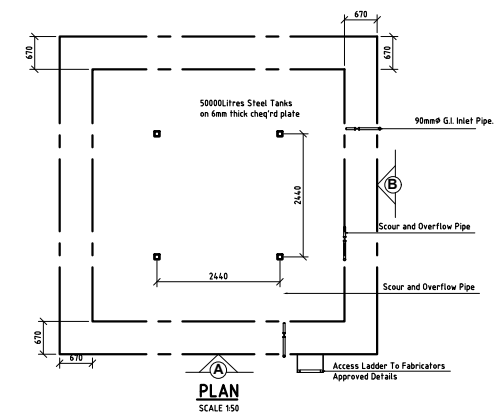 670
670
670
50000Litres Steel Tanks
on 6mm thick cheq'rd plate
90mmØ G.I. Inlet Pipe.
B
2440
Scour and Overflow Pipe
2440
Scour and Overflow Pipe
670
670
A
Access Ladder To Fabricators
Approved Details
PLAN
SCALE 1:50